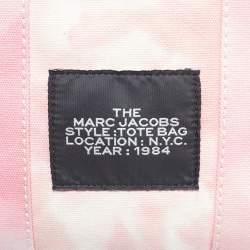 THE
MARC JACOBS
STYLE :TOTE BAG
LOCATION : N.Y.C.
YEAR : 1984